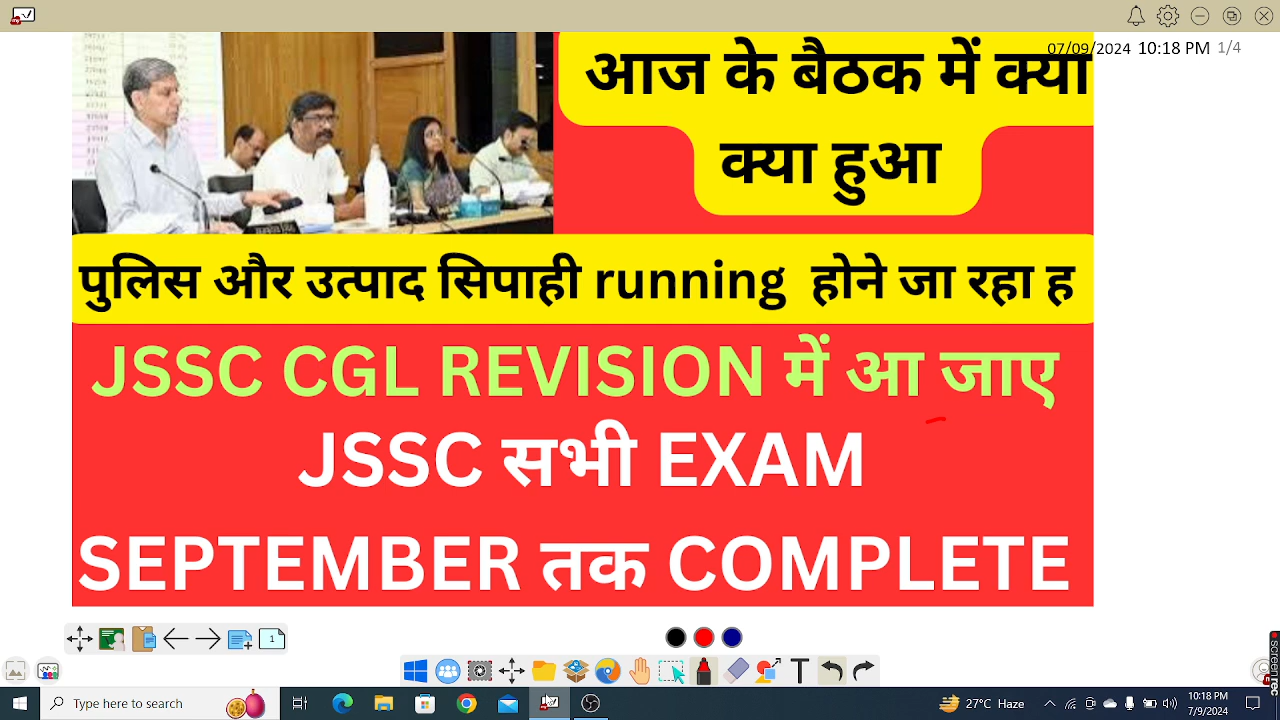 07/09/2024 10:18 PM 1/4
आज के बैठक में क्या
क्या हुआ
पुलिस और उत्पाद सिपाही running होने जा रहा ह
JSSC CGL REVISION में आ जाए
JSSC सभी EXAM
SEPTEMBER तक COMPLETE
1
T
Type here to search
27°C Haze
10:18 PM
7/9/2024